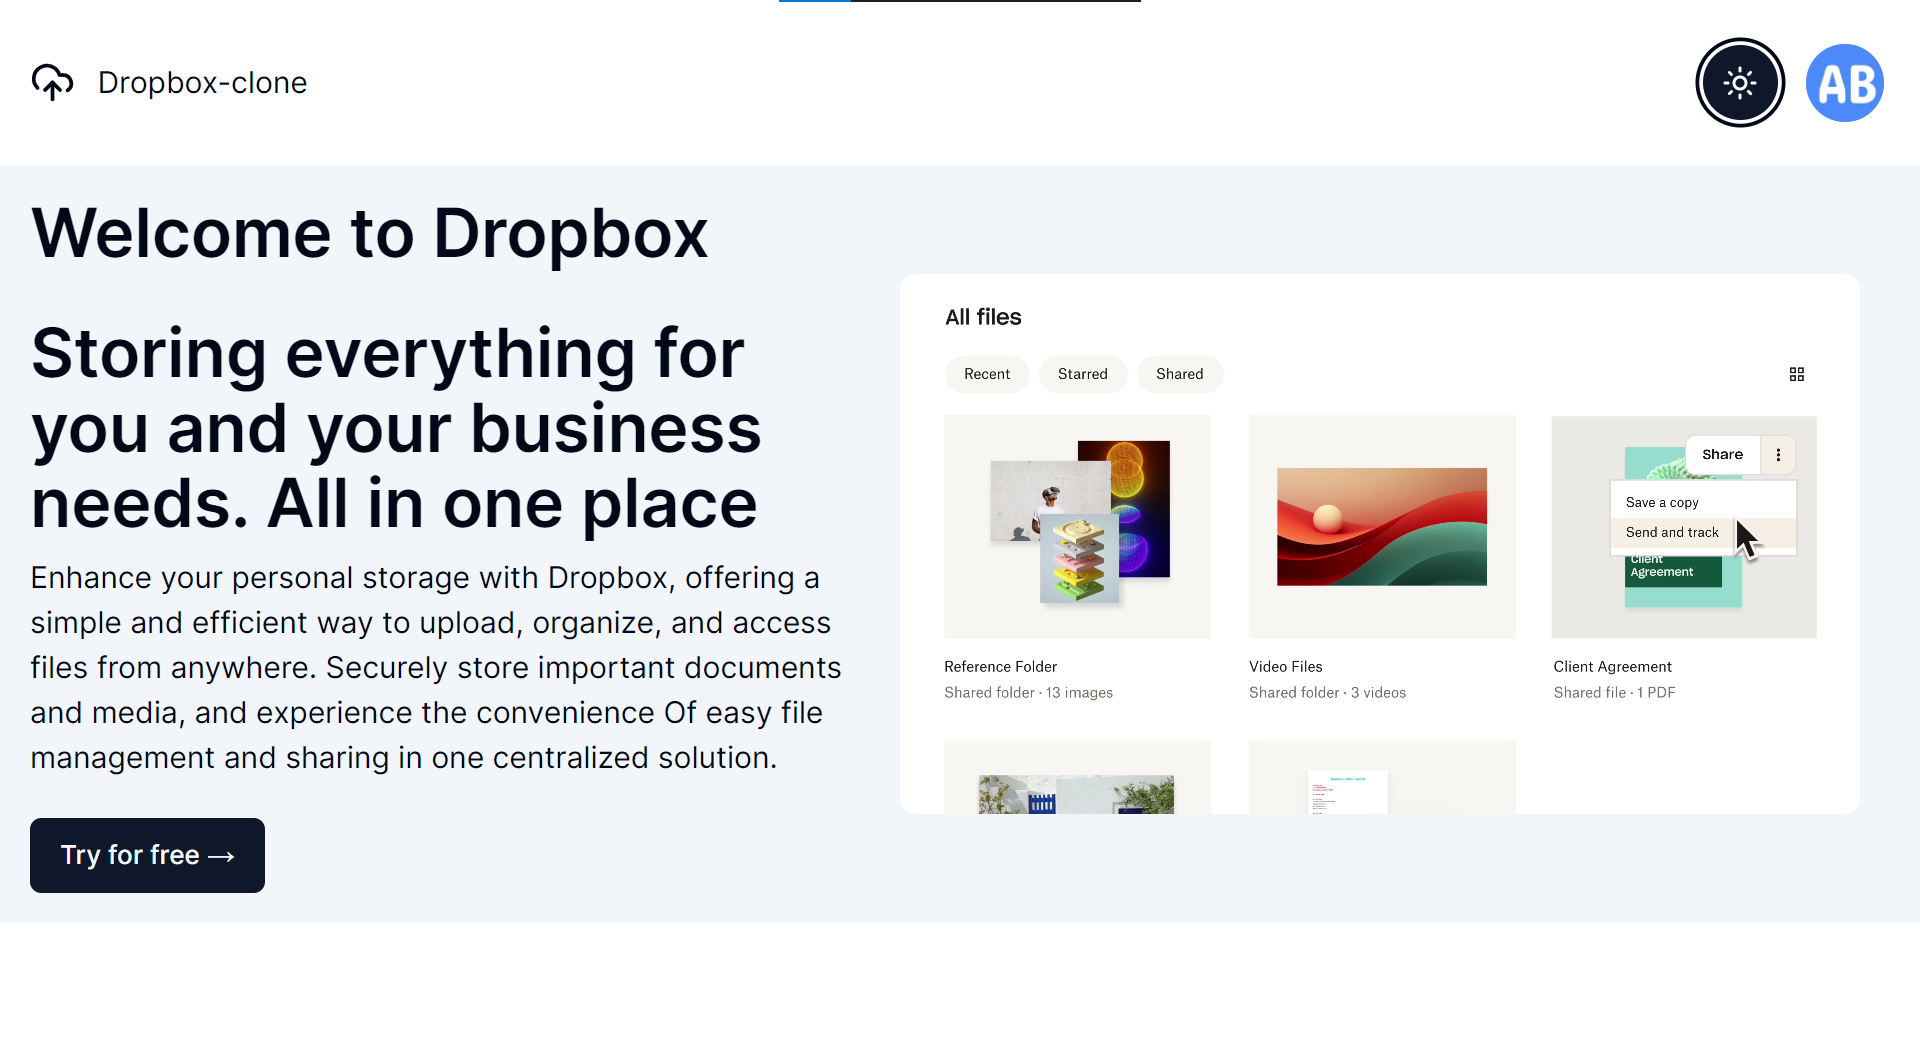 Dropbox-clone
AB
Welcome to Dropbox
Storing everything for
you and your business
needs. All in one place
Enhance your personal storage with Dropbox, offering a
simple and efficient way to upload, organize, and access
files from anywhere. Securely store important documents
and media, and experience the convenience Of easy file
management and sharing in one centralized solution.
Try for free →
All files
Recent
Starred
Shared
Share
Save a copy
Send and track
Client
Agreement
Reference Folder
Shared folder · 13 images
Video Files
Shared folder · 3 videos
Client Agreement
Shared file · 1 PDF